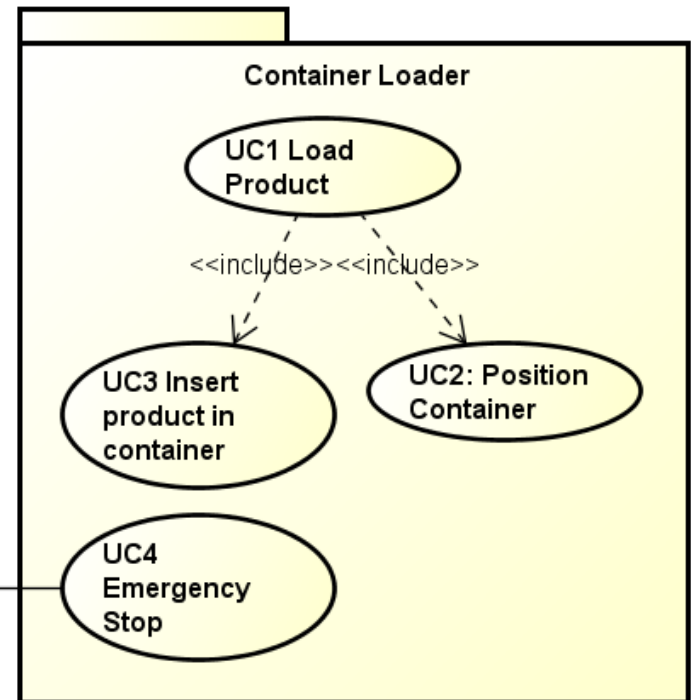 Container Loader
UC1 Load
Product
<<include>><<include>>
UC3 Insert
product in
container
UC2: Position
Container
UC4
Emergency
Stop